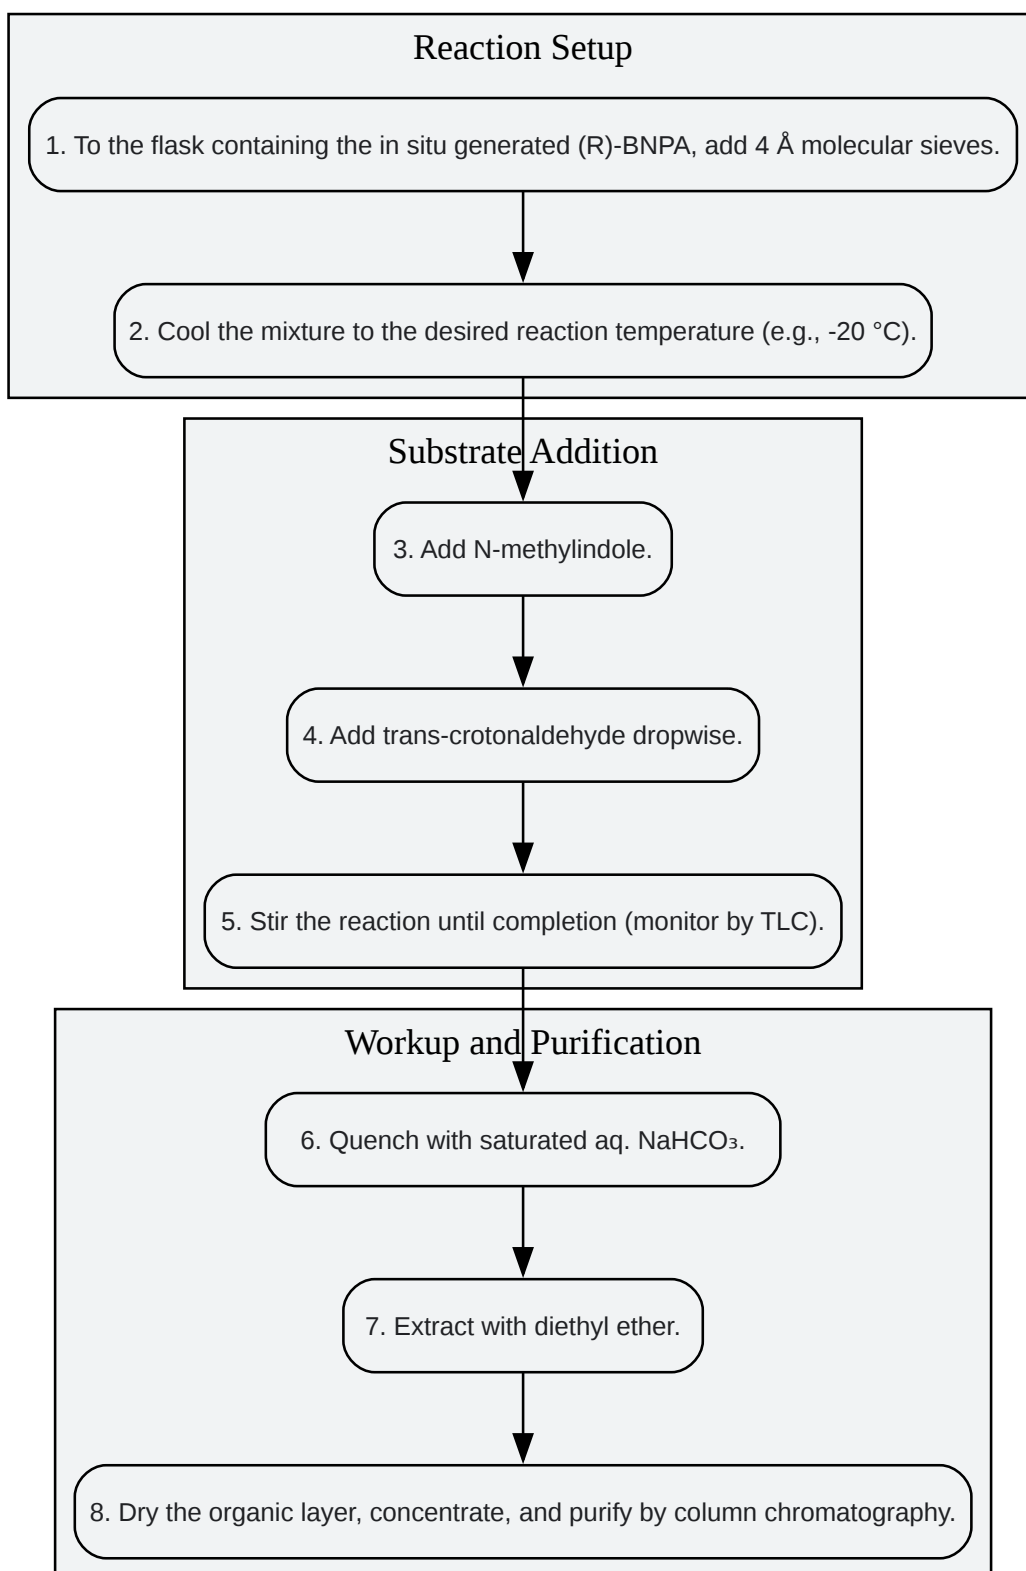 Reaction Setup
1. To the flask containing the in situ generated (R)-BNPA, add 4 Å molecular sieves.
2. Cool the mixture to the desired reaction temperature (e.g., -20 °C).
Substrate Addition
3. Add N-methylindole.
4. Add trans-crotonaldehyde dropwise.
5. Stir the reaction until completion (monitor by TLC).
Workup and Purification
6. Quench with saturated aq. NaHCO₃.
7. Extract with diethyl ether.
8. Dry the organic layer, concentrate, and purify by column chromatography.